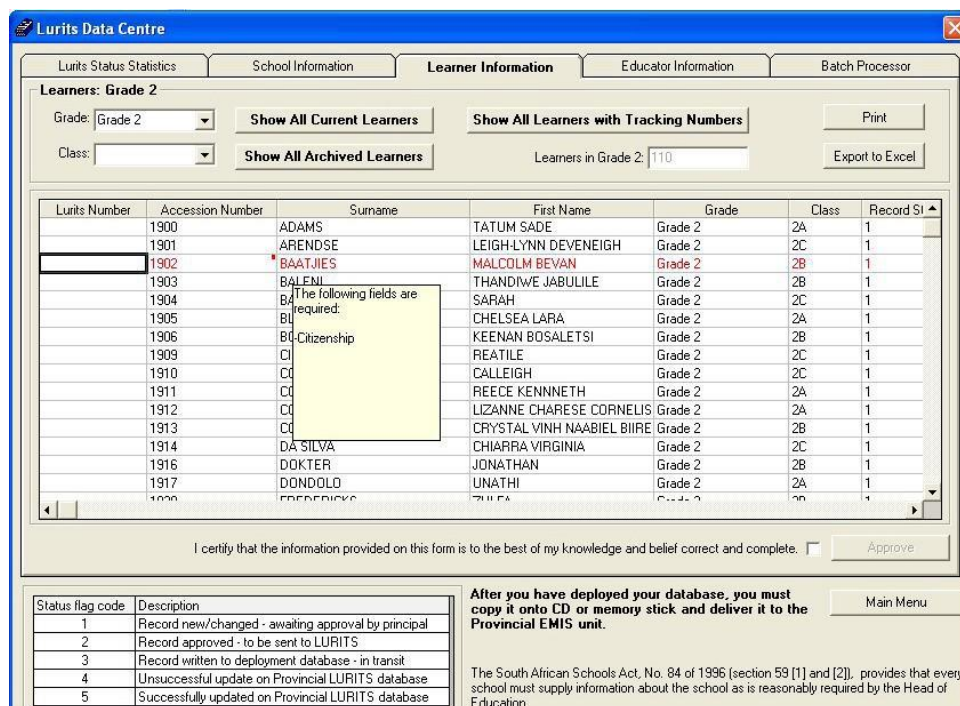 Lurits Data Centre
Lurits Status Statistics School Information Learner Information Educator Information Batch Processor
Learners: Grade 2
Grade: Grade 2 Show All Current Learners Show All Learners with Tracking Numbers Print
Class: Show All Archived Learners Learners in Grade 2: 110 Export to Excel
Lurits Number Accession Number Surname First Name Grade Class Record
1900 ADAMS TATUM SADE Grade 2 2A 1
1901 ARENDSE LEIGH-LYNN DEVENEIGH Grade 2 2C 1
1902 BAATJIES MALCOLM BEVAN Grade 2 2B 1
1903 BALENI THANDIWE JABULILE Grade 2 2B 1
1904 BA SARAH Grade 2 2C 1
1905 BL CHELSEA LARA Grade 2 2A 1
1906 BO KEENAN BOSALETSI Grade 2 2B 1
1909 CI REATILE Grade 2 2C 1
1910 CO CALLEIGH Grade 2 2C 1
1911 CO REECE KENNNETH Grade 2 2A 1
1912 CO LIZANNE CHARESE CORNELIS Grade 2 2A 1
1913 CO CRYSTAL VINH NAABIEL BIIRE Grade 2 2B 1
1914 DA SILVA CHIARRA VIRGINIA Grade 2 2C 1
1916 DOKTER JONATHAN Grade 2 2B 1
1917 DONDOLO UNATHI Grade 2 2A 1
The following fields are
required:
-Citizenship
I certify that the information provided on this form is to the best of my knowledge and belief correct and complete. Approve
Status flag code Description
1 Record new/changed - awaiting approval by principal
2 Record approved - to be sent to LURITS
3 Record written to deployment database - in transit
4 Unsuccessful update on Provincial LURITS database
5 Successfully updated on Provincial LURITS database
After you have deployed your database, you must
copy it onto CD or memory stick and deliver it to the
Provincial EMIS unit.
Main Menu
The South African Schools Act, No. 84 of 1996 (section 59 [1] and [2]), provides that every
school must supply information about the school as is reasonably required by the Head of
Education